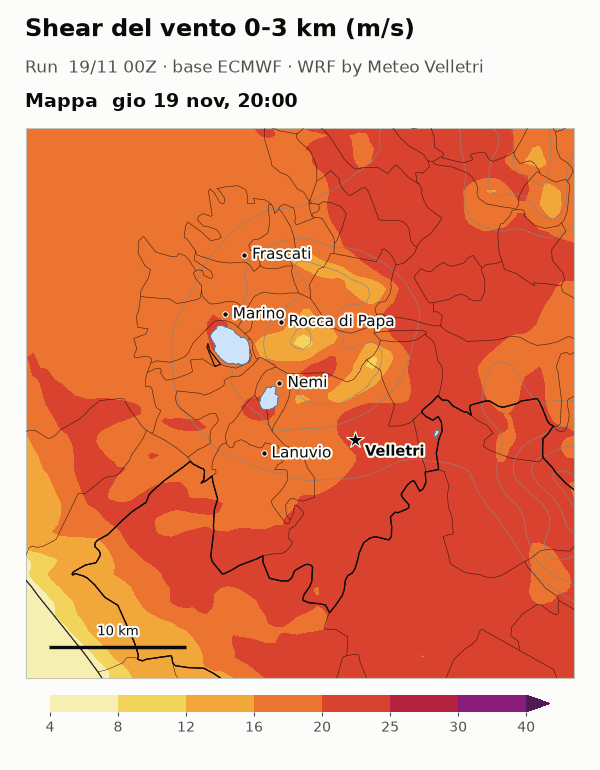 Shear del vento 0-3 km (m/s)
Run  19/11 00Z · base ECMWF · WRF by Meteo Velletri
Mappa  gio 19 nov, 20:00
Frascati
Marino
Rocca di Papa
Nemi
Velletri
Lanuvio
10 km
4 8 12 16 20 25 30 40